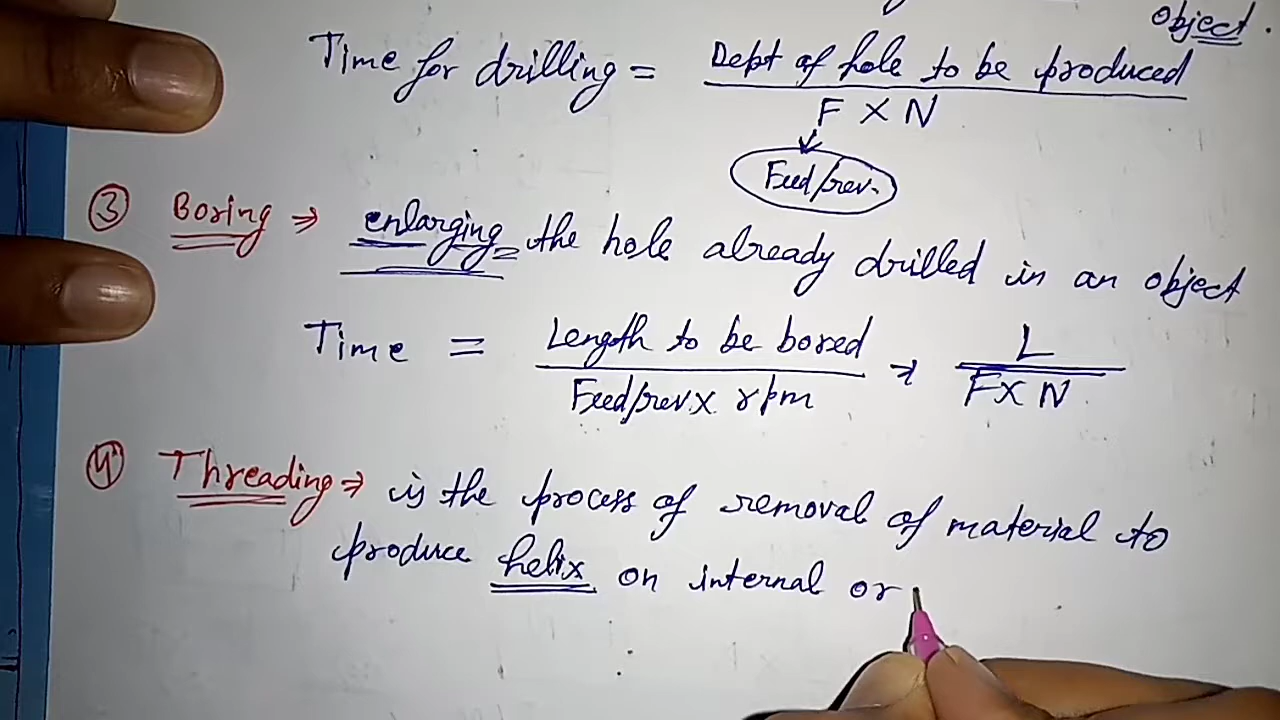 object.
Time for drilling = Dept of hole to be produced
F X N
Feed/rev.
③ Boring ⇒ enlarging the hole already drilled in an object
Time = Length to be bored → L
Feed/rev. x rpm F X N
④ Threading ⇒ is the process of removal of material to
produce helix on internal or